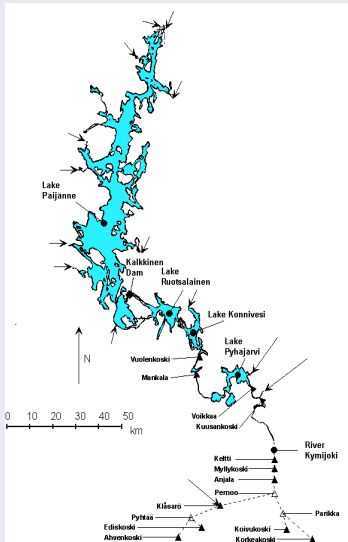 Lake
Paijanne
Kalkkinen
Dam
Lake
Ruotsalainen
Lake Konnivesi
Lake
Pyhajarvi
N
Vuolenkoski
Mankala
Voikkaa
Kuusankoski
0 10 20 30 40 50
km
River
Kymijoki
Keltti
Myllykoski
Anjala
Pernoo
Klåsarö
Parikka
Pyhtää
Ediskoski
Koivukoski
Ahvenkoski
Korkeakoski